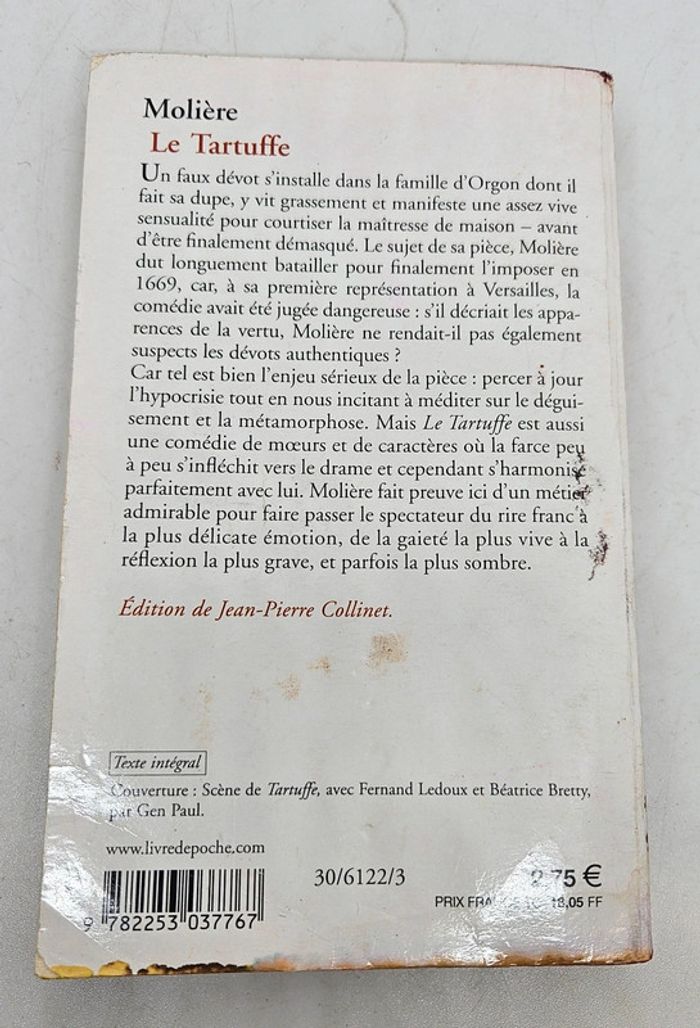 Molière
Le Tartuffe
Un faux dévot s'installe dans la famille d'Orgon dont il
fait sa dupe, y vit grassement et manifeste une assez vive
sensualité pour courtiser la maîtresse de maison – avant
d'être finalement démasqué. Le sujet de sa pièce, Molière
dut longuement batailler pour finalement l'imposer en
1669, car, à sa première représentation à Versailles, la
comédie avait été jugée dangereuse : s'il décriait les appa-
rences de la vertu, Molière ne rendait-il pas également
suspects les dévots authentiques ?
Car tel est bien l'enjeu sérieux de la pièce : percer à jour
l'hypocrisie tout en nous incitant à méditer sur le dégui-
sement et la métamorphose. Mais Le Tartuffe est aussi
une comédie de mœurs et de caractères où la farce peu
à peu s'infléchit vers le drame et cependant s'harmonise
parfaitement avec lui. Molière fait preuve ici d'un métier
admirable pour faire passer le spectateur du rire franc à
la plus délicate émotion, de la gaieté la plus vive à la
réflexion la plus grave, et parfois la plus sombre.
Édition de Jean-Pierre Collinet.
Texte intégral
Couverture : Scène de Tartuffe, avec Fernand Ledoux et Béatrice Bretty,
par Gen Paul.
www.livredepoche.com
30/6122/3
2,75 €
PRIX 18,05 FF
9 782253 037767